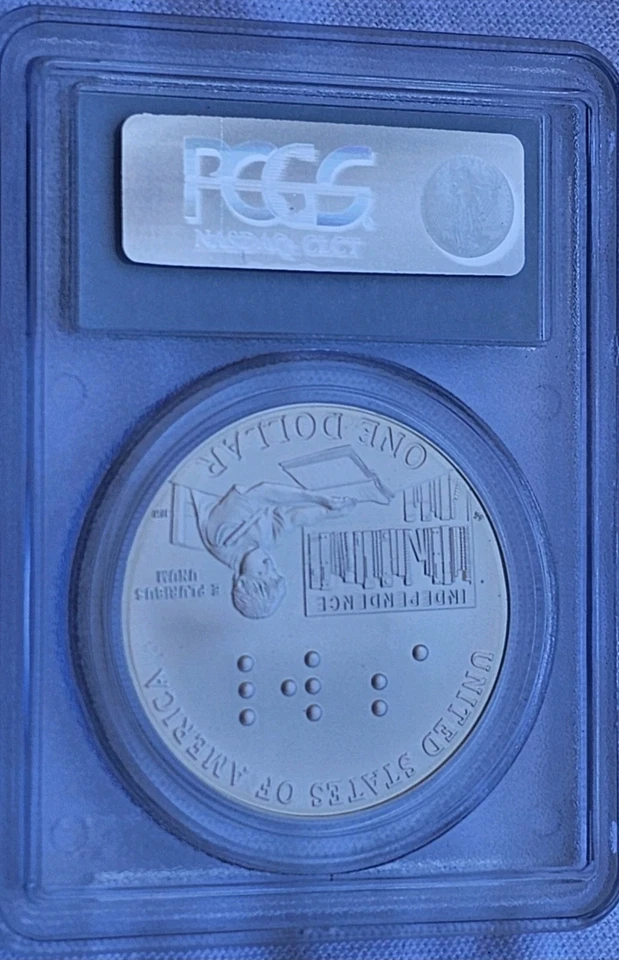 PCGS
NASDAQ: CLCT
UNITED STATES OF AMERICA
⠠⠃⠗⠇
INDEPENDENCE
E PLURIBUS
UNUM
ONE DOLLAR